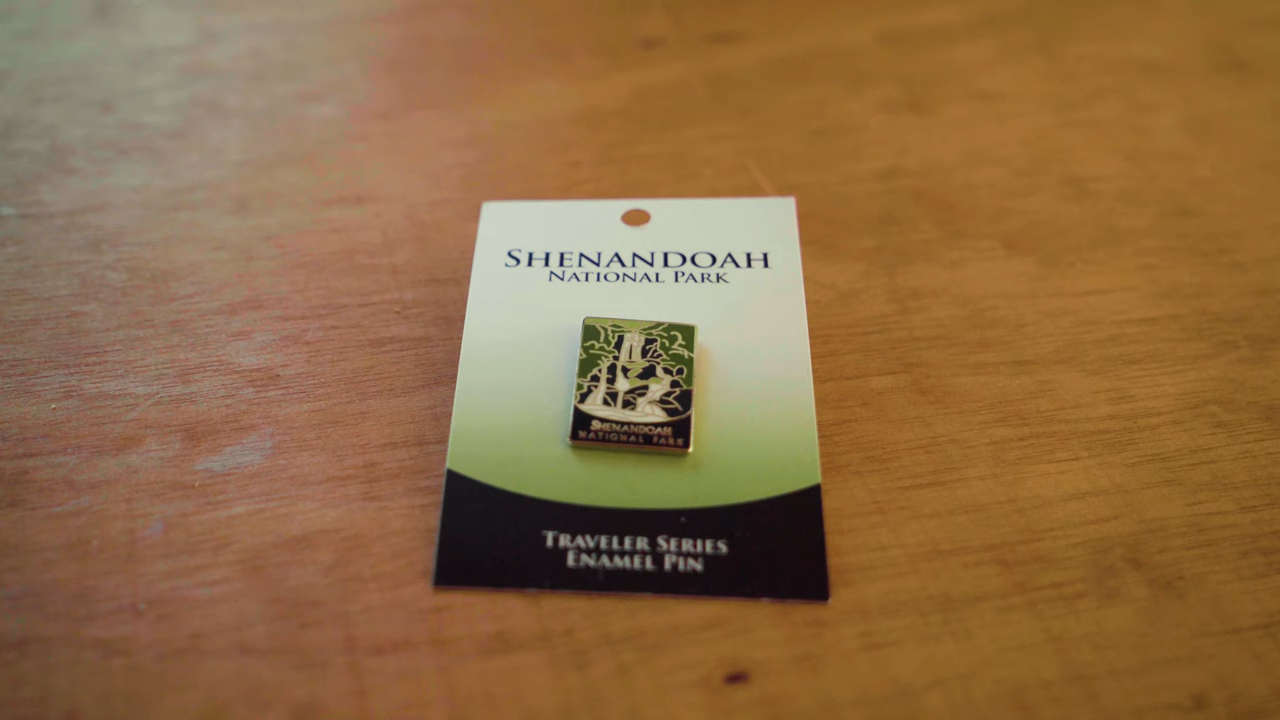 SHENANDOAH
NATIONAL PARK
SHENANDOAH
NATIONAL PARK
TRAVELER SERIES
ENAMEL PIN